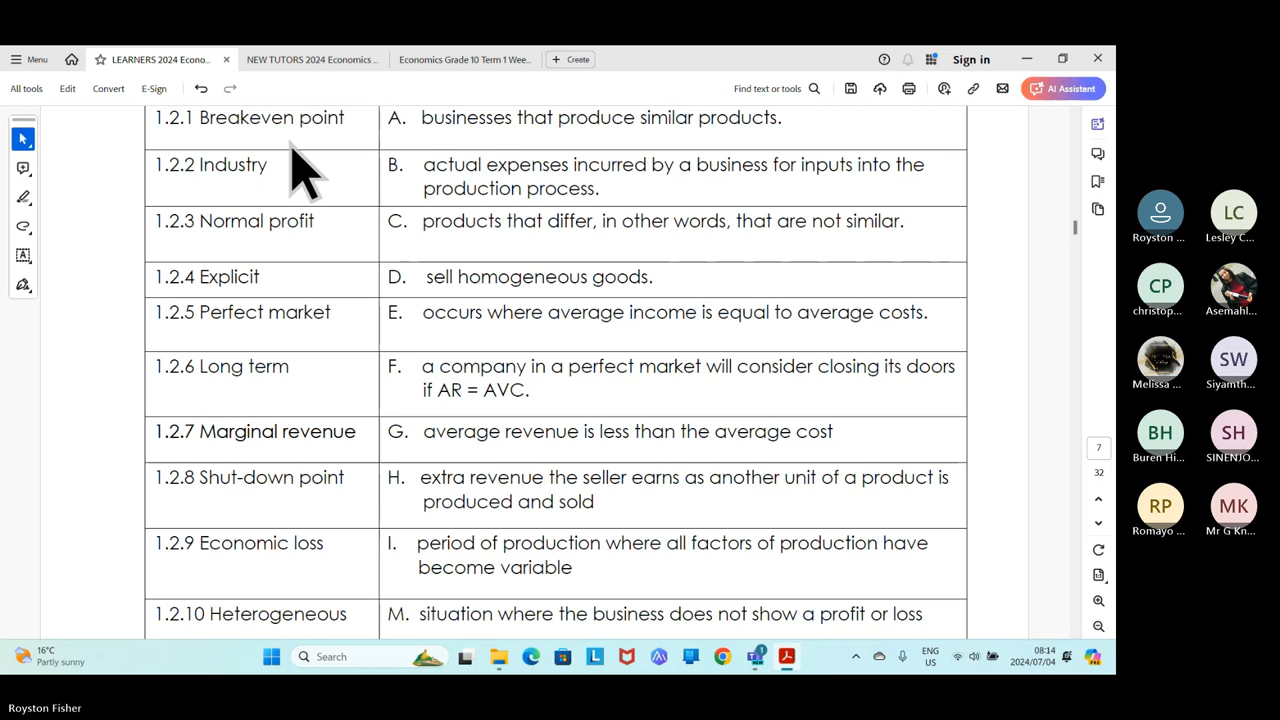 Menu
LEARNERS 2024 Econo...
NEW TUTORS 2024 Economics ...
Economics Grade 10 Term 1 Wee...
+ Create
Sign in
All tools
Edit
Convert
E-Sign
Find text or tools
AI Assistant
1.2.1 Breakeven point
A. businesses that produce similar products.
1.2.2 Industry
B. actual expenses incurred by a business for inputs into the
production process.
1.2.3 Normal profit
C. products that differ, in other words, that are not similar.
1.2.4 Explicit
D. sell homogeneous goods.
1.2.5 Perfect market
E. occurs where average income is equal to average costs.
1.2.6 Long term
F. a company in a perfect market will consider closing its doors
if AR = AVC.
1.2.7 Marginal revenue
G. average revenue is less than the average cost
1.2.8 Shut-down point
H. extra revenue the seller earns as another unit of a product is
produced and sold
1.2.9 Economic loss
I. period of production where all factors of production have
become variable
1.2.10 Heterogeneous
M. situation where the business does not show a profit or loss
7
32
Royston ...
LC
Lesley C...
CP
christop...
Asemahl...
Melissa ...
SW
Siyamth...
BH
Buren Hi...
SH
SINENJO...
RP
Romayo ...
MK
Mr G Kn...
16°C
Partly sunny
Search
ENG
US
08:14
2024/07/04
Royston Fisher